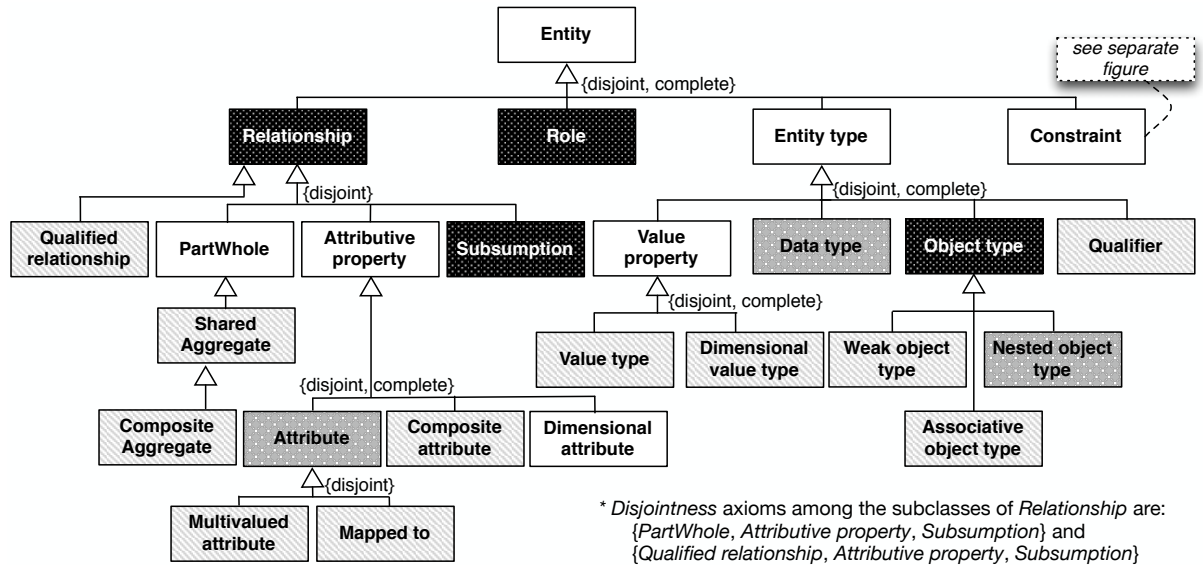 Entity
see separate
figure
{disjoint, complete}
Relationship
Role
Entity type
Constraint
{disjoint}
{disjoint, complete}
Qualified
relationship
PartWhole
Attributive
property
Subsumption
Value
property
Data type
Object type
Qualifier
{disjoint, complete}
Shared
Aggregate
Value type
Dimensional
value type
Weak object
type
Nested object
type
{disjoint, complete}
Composite
Aggregate
Attribute
Composite
attribute
Dimensional
attribute
Associative
object type
{disjoint}
Multivalued
attribute
Mapped to
* Disjointness axioms among the subclasses of Relationship are:
{PartWhole, Attributive property, Subsumption} and
{Qualified relationship, Attributive property, Subsumption}